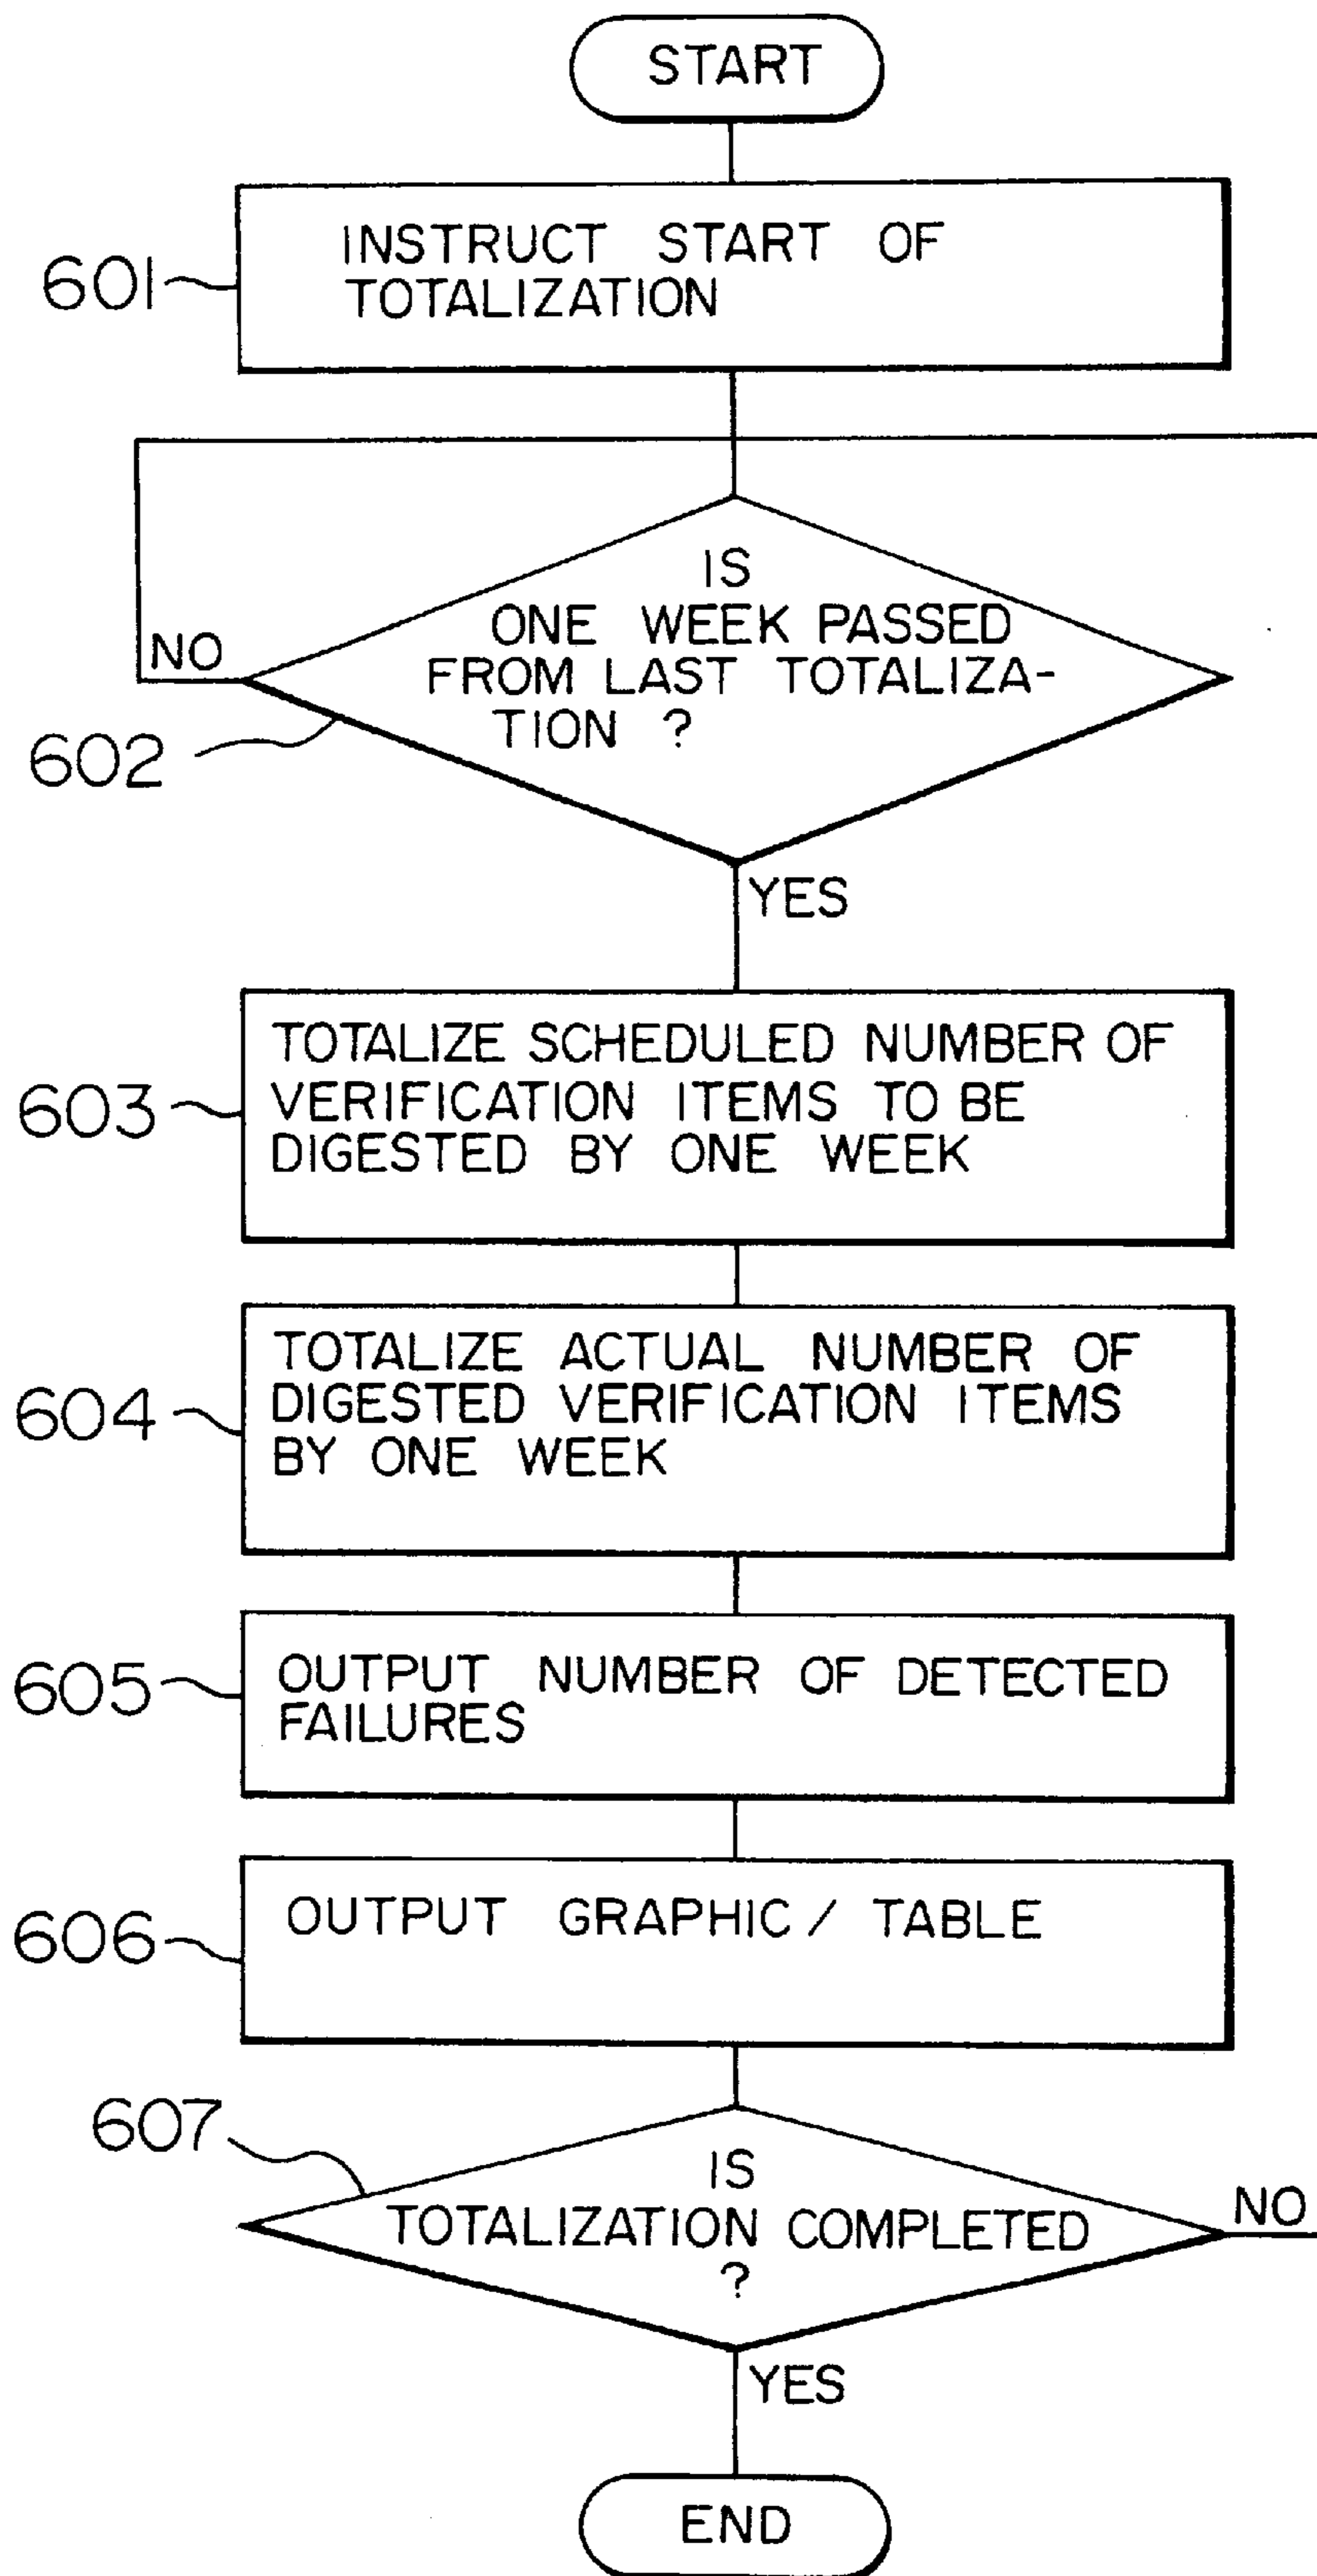 START
INSTRUCT START OF
TOTALIZATION
601
IS
ONE WEEK PASSED
FROM LAST TOTALIZA-
TION ?
NO
602
YES
TOTALIZE SCHEDULED NUMBER OF
VERIFICATION ITEMS TO BE
DIGESTED BY ONE WEEK
603
TOTALIZE ACTUAL NUMBER OF
DIGESTED VERIFICATION ITEMS
BY ONE WEEK
604
OUTPUT NUMBER OF DETECTED
FAILURES
605
OUTPUT GRAPHIC / TABLE
606
607
IS
TOTALIZATION COMPLETED
?
NO
YES
END